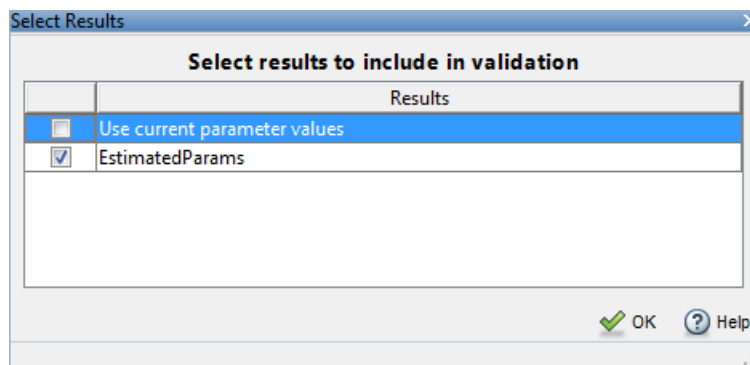 Select Results
Select results to include in validation
Results
Use current parameter values
EstimatedParams
OK
Help